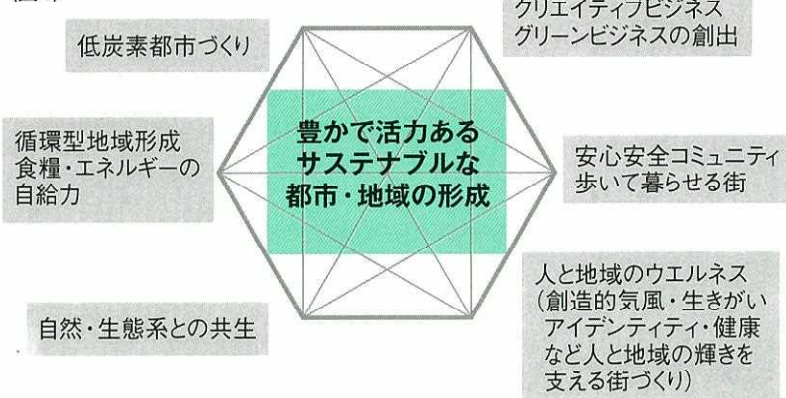 低炭素都市づくり
クリエイティブビジネス
グリーンビジネスの創出
循環型地域形成
食糧・エネルギーの
自給力
豊かで活力ある
サステナブルな
都市・地域の形成
安心安全コミュニティ
歩いて暮らせる街
自然・生態系との共生
人と地域のウエルネス
(創造的気風・生きがい
アイデンティティ・健康
など人と地域の輝きを
支える街づくり)